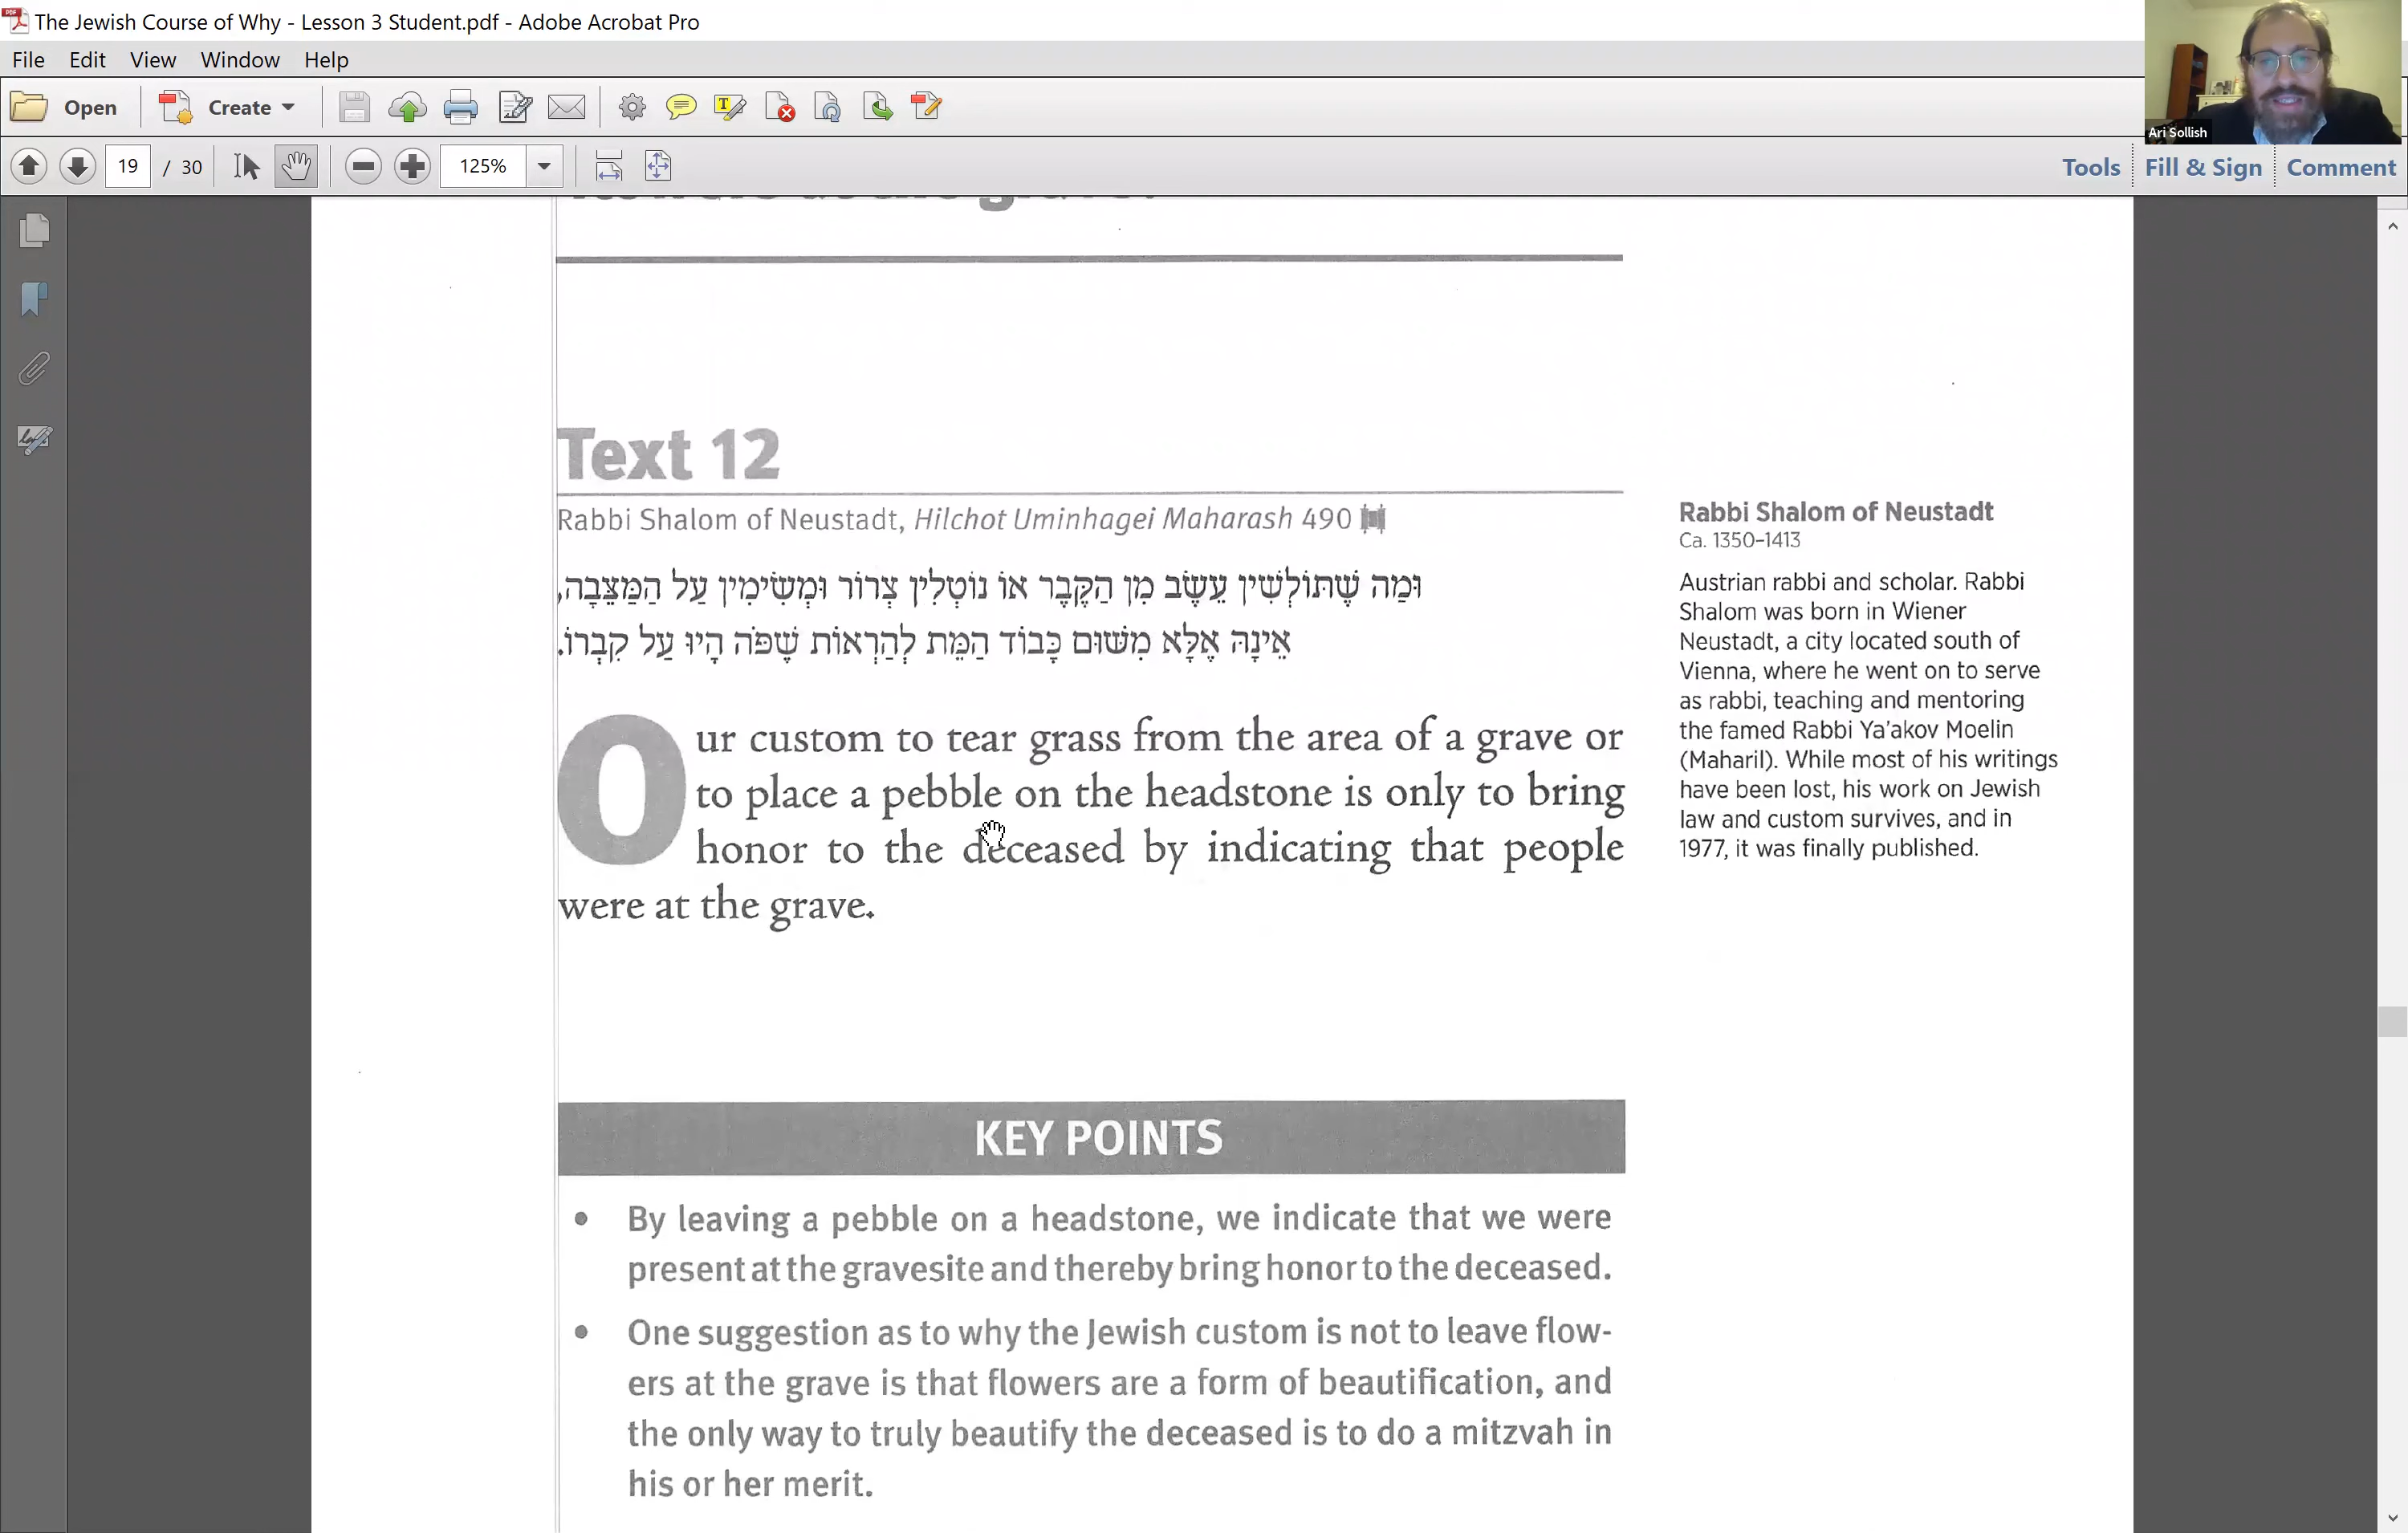 The Jewish Course of Why - Lesson 3 Student.pdf - Adobe Acrobat Pro
File Edit View Window Help
Open Create
19 / 30 125% Tools Fill & Sign Comment
Ari Sollish
Text 12
Rabbi Shalom of Neustadt, Hilchot Uminhagei Maharash 490
וּמַה שֶׁתּוֹלְשִׁין עֵשֶׂב מִן הַקֶּבֶר אוֹ נוֹטְלִין צְרוֹר וּמְשִׂימִין עַל הַמַּצֵּבָה,
אֵינָהּ אֶלָּא מִשּׁוּם כְּבוֹד הַמֵּת לְהַרְאוֹת שֶׁפֹּה הָיוּ עַל קִבְרוֹ.
Our custom to tear grass from the area of a grave or
to place a pebble on the headstone is only to bring
honor to the deceased by indicating that people
were at the grave.
Rabbi Shalom of Neustadt
Ca. 1350–1413
Austrian rabbi and scholar. Rabbi
Shalom was born in Wiener
Neustadt, a city located south of
Vienna, where he went on to serve
as rabbi, teaching and mentoring
the famed Rabbi Ya'akov Moelin
(Maharil). While most of his writings
have been lost, his work on Jewish
law and custom survives, and in
1977, it was finally published.
KEY POINTS
• By leaving a pebble on a headstone, we indicate that we were
present at the gravesite and thereby bring honor to the deceased.
• One suggestion as to why the Jewish custom is not to leave flow-
ers at the grave is that flowers are a form of beautification, and
the only way to truly beautify the deceased is to do a mitzvah in
his or her merit.